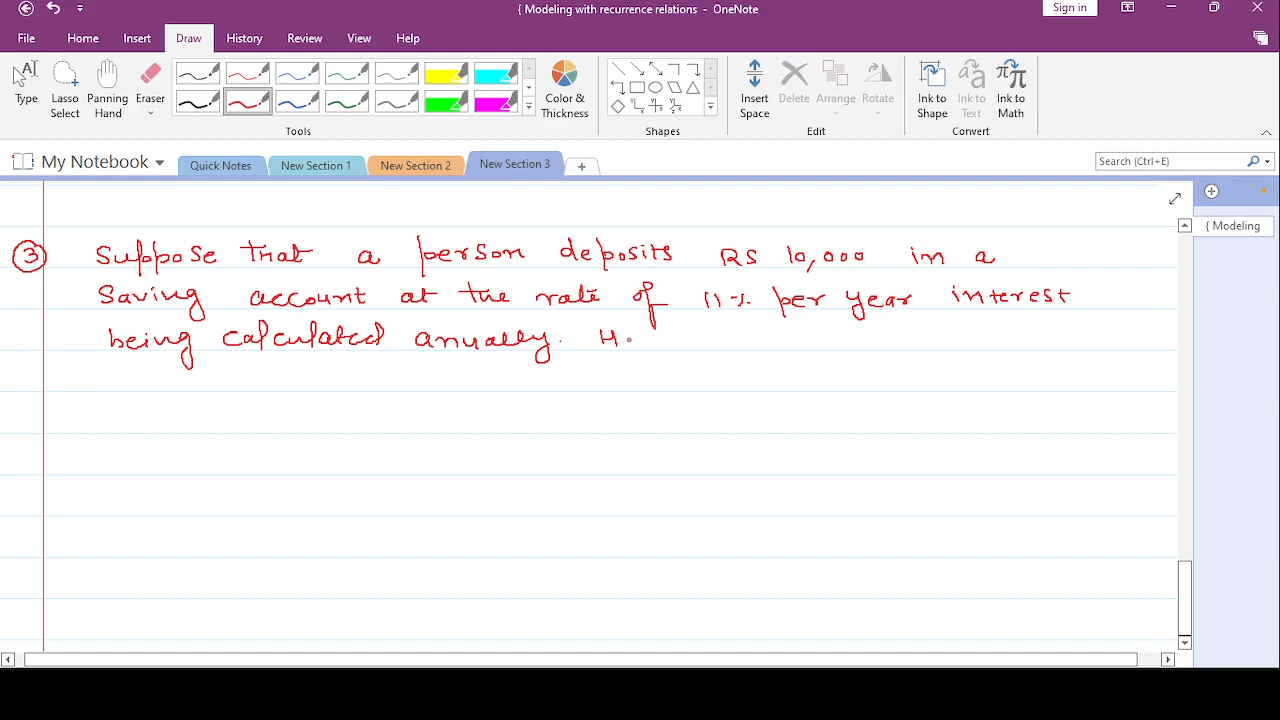 { Modeling with recurrence relations - OneNote
Sign in
File Home Insert Draw History Review View Help
Type
Lasso Select
Panning Hand
Eraser
Color & Thickness
Insert Space
Delete
Arrange
Rotate
Ink to Shape
Ink to Text
Ink to Math
Tools Shapes Edit Convert
My Notebook Quick Notes New Section 1 New Section 2 New Section 3 Search (Ctrl+E)
{ Modeling
3 Suppose that a person deposits RS 10,000 in a
Saving account at the rate of 11% per year interest
being calculated anually. H